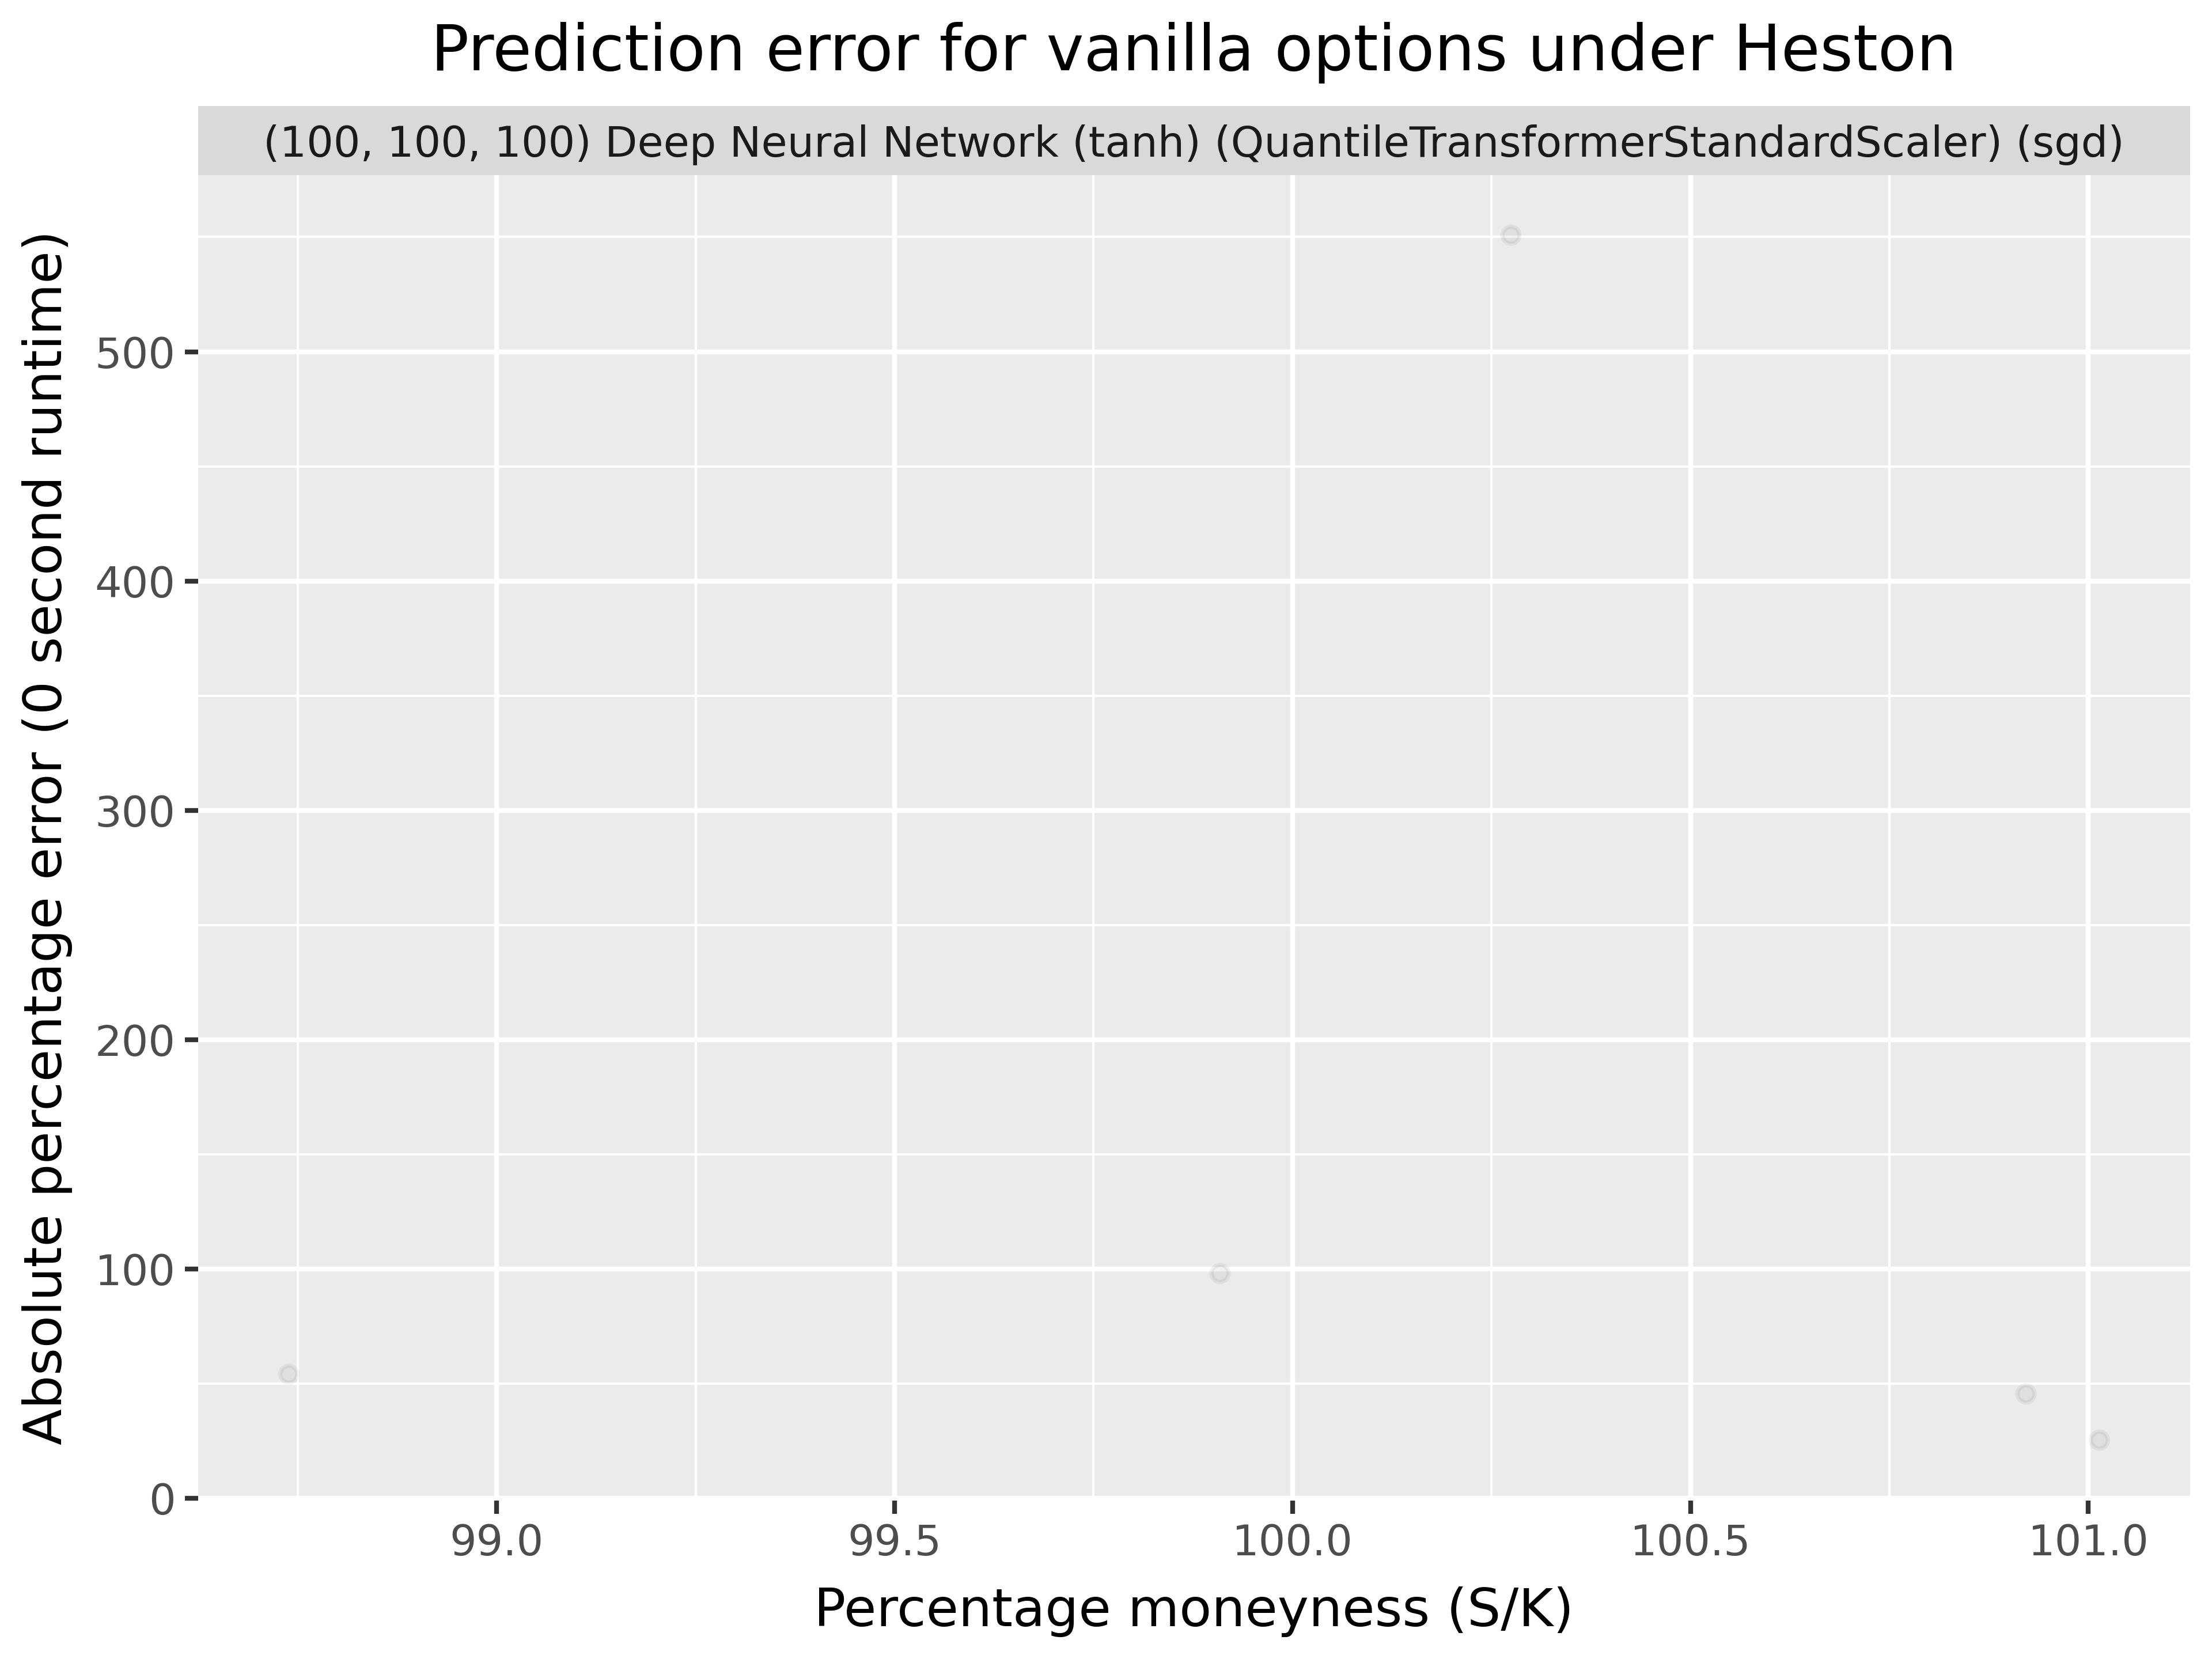 Prediction error for vanilla options under Heston
(100, 100, 100) Deep Neural Network (tanh) (QuantileTransformerStandardScaler) (sgd)
Absolute percentage error (0 second runtime)
500
400
300
200
100
0
99.0
99.5
100.0
100.5
101.0
Percentage moneyness (S/K)